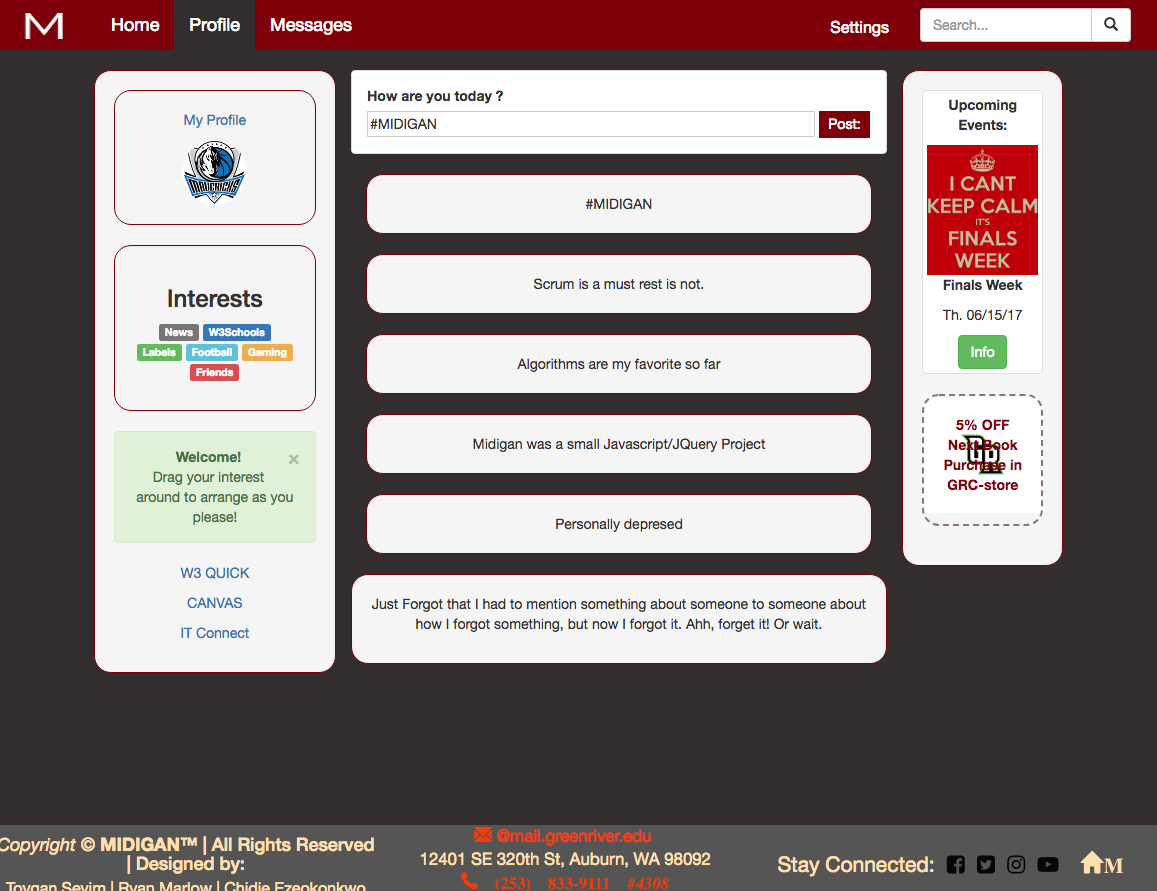 M
Home
Profile
Messages
Settings
Search...
My Profile
MAVERICKS
Interests
News W3Schools
Labels Football Gaming
Friends
Welcome!
×
Drag your interest
around to arrange as you
please!
W3 QUICK
CANVAS
IT Connect
How are you today ?
#MIDIGAN
Post:
#MIDIGAN
Scrum is a must rest is not.
Algorithms are my favorite so far
Midigan was a small Javascript/JQuery Project
Personally depresed
Just Forgot that I had to mention something about someone to someone about
how I forgot something, but now I forgot it. Ahh, forget it! Or wait.
Upcoming
Events:
I CANT
KEEP CALM
IT'S
FINALS
WEEK
Finals Week
Th. 06/15/17
Info
5% OFF
Next Book
Purchase in
GRC-store
Copyright © MIDIGAN™ | All Rights Reserved
| Designed by:
Toygan Sevim | Ryan Marlow | Chidie Ezeokonkwo
@mail.greenriver.edu
12401 SE 320th St, Auburn, WA 98092
(253) 833-9111 #4308
Stay Connected:
M